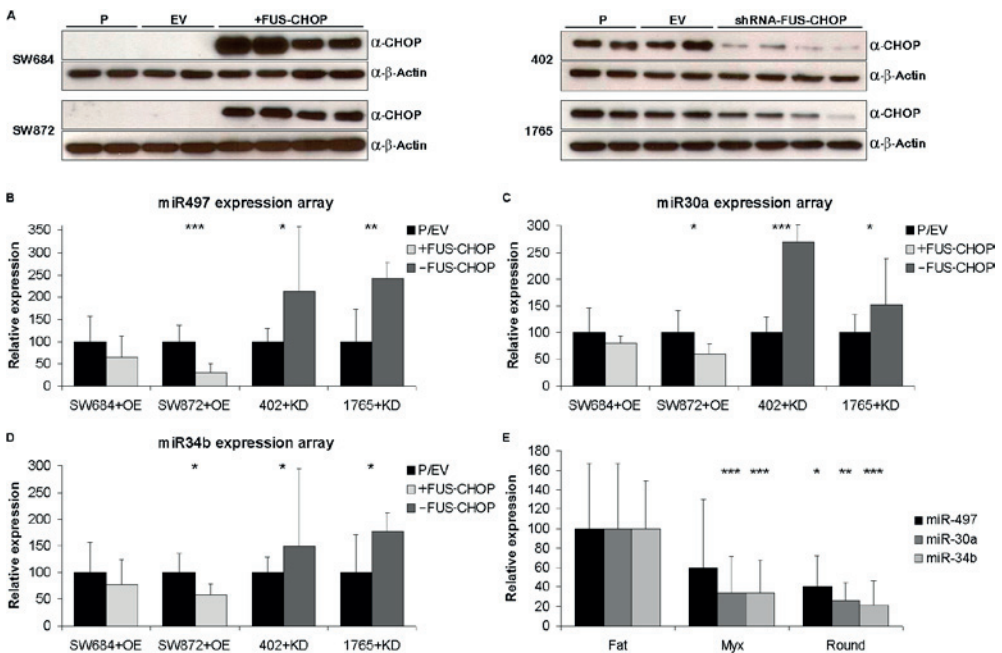 A
P EV +FUS-CHOP
SW684
α-CHOP
α-β-Actin
SW872
α-CHOP
α-β-Actin
P EV shRNA-FUS-CHOP
402
α-CHOP
α-β-Actin
1765
α-CHOP
α-β-Actin
B
miR497 expression array
Relative expression
350
300
250
200
150
100
50
0
*** * **
P/EV
+FUS-CHOP
−FUS-CHOP
SW684+OE SW872+OE 402+KD 1765+KD
C
miR30a expression array
Relative expression
300
250
200
150
100
50
0
* *** *
P/EV
+FUS-CHOP
−FUS-CHOP
SW684+OE SW872+OE 402+KD 1765+KD
D
miR34b expression array
Relative expression
300
250
200
150
100
50
0
* * *
P/EV
+FUS-CHOP
−FUS-CHOP
SW684+OE SW872+OE 402+KD 1765+KD
E
Relative expression
180
160
140
120
100
80
60
40
20
0
*** *** * ** ***
miR-497
miR-30a
miR-34b
Fat Myx Round